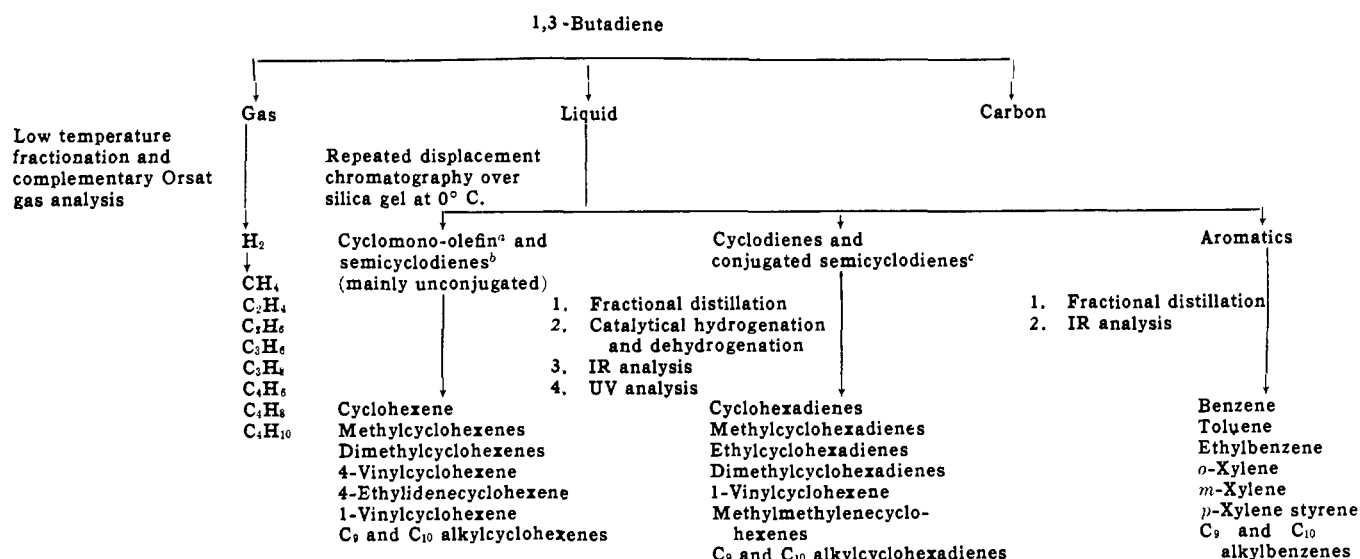 1,3-Butadiene
Gas
Liquid
Carbon
Low temperature
fractionation and
complementary Orsat
gas analysis
Repeated displacement
chromatography over
silica gel at 0° C.
H₂
CH₄
C₂H₄
C₂H₆
C₃H₆
C₃H₈
C₄H₆
C₄H₈
C₄H₁₀
Cyclomono-olefinᵃ and
semicyclodienesᵇ
(mainly unconjugated)
Cyclodienes and
conjugated semicyclodienesᶜ
Aromatics
1. Fractional distillation
2. Catalytical hydrogenation
and dehydrogenation
3. IR analysis
4. UV analysis
1. Fractional distillation
2. IR analysis
Cyclohexene
Methylcyclohexenes
Dimethylcyclohexenes
4-Vinylcyclohexene
4-Ethylidenecyclohexene
1-Vinylcyclohexene
C₉ and C₁₀ alkylcyclohexenes
Cyclohexadienes
Methylcyclohexadienes
Ethylcyclohexadienes
Dimethylcyclohexadienes
1-Vinylcyclohexene
Methylmethylenecyclo-
hexenes
C₉ and C₁₀ alkylcyclohexadienes
Benzene
Toluene
Ethylbenzene
o-Xylene
m-Xylene
p-Xylene styrene
C₉ and C₁₀
alkylbenzenes